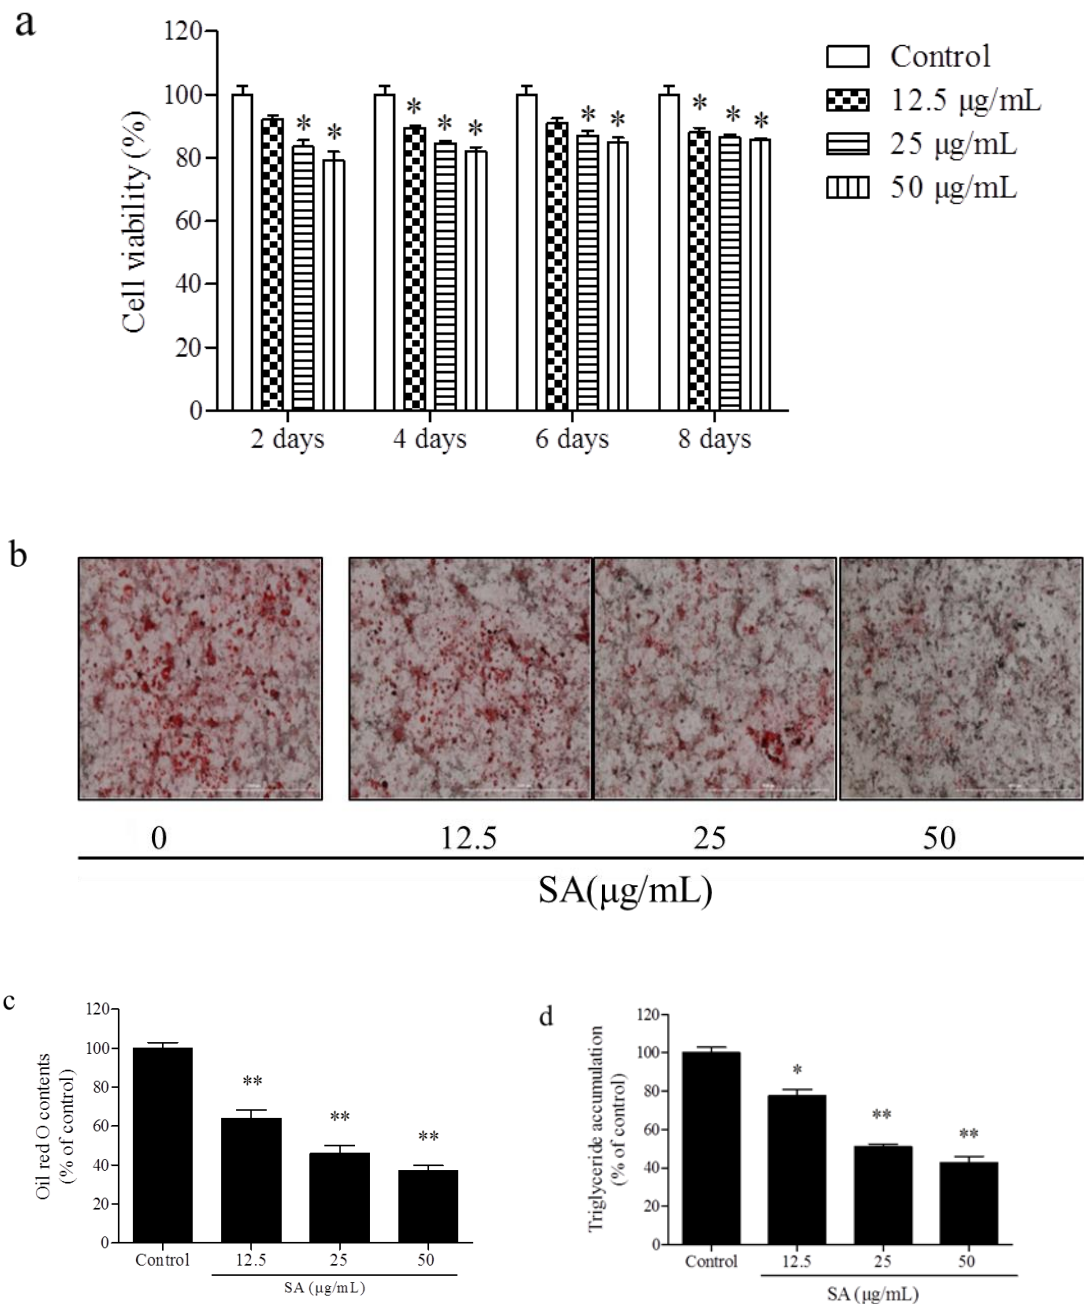 a
120
100
80
60
40
20
0
Cell viability (%)
* *
* * *
* *
* * *
2 days 4 days 6 days 8 days
Control
12.5 μg/mL
25 μg/mL
50 μg/mL
b
0 12.5 25 50
SA(μg/mL)
c
120
100
80
60
40
20
0
Oil red O contents
(% of control)
**
**
**
Control 12.5 25 50
SA (μg/mL)
d
120
100
80
60
40
20
0
Triglyceride accumulation
(% of control)
*
**
**
Control 12.5 25 50
SA (μg/mL)